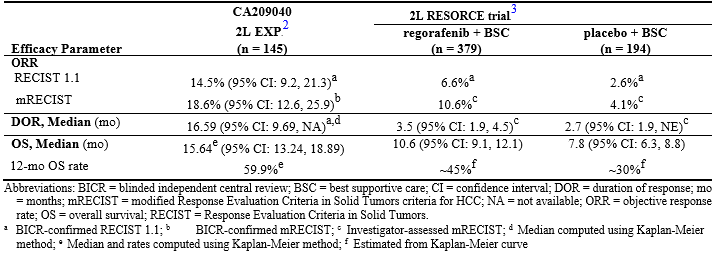 CA209040 2L RESORCE trial3
2L EXP.2 regorafenib + BSC placebo + BSC
Efficacy Parameter (n = 145) (n = 379) (n = 194)
ORR
RECIST 1.1 14.5% (95% CI: 9.2, 21.3)a 6.6%a 2.6%a
mRECIST 18.6% (95% CI: 12.6, 25.9)b 10.6%c 4.1%c
DOR, Median (mo) 16.59 (95% CI: 9.69, NA)a,d 3.5 (95% CI: 1.9, 4.5)c 2.7 (95% CI: 1.9, NE)c
OS, Median (mo) 15.64e (95% CI: 13.24, 18.89) 10.6 (95% CI: 9.1, 12.1) 7.8 (95% CI: 6.3, 8.8)
12-mo OS rate 59.9%e ~45%f ~30%f
Abbreviations: BICR = blinded independent central review; BSC = best supportive care; CI = confidence interval; DOR = duration of response; mo
= months; mRECIST = modified Response Evaluation Criteria in Solid Tumors criteria for HCC; NA = not available; ORR = objective response
rate; OS = overall survival; RECIST = Response Evaluation Criteria in Solid Tumors.
a BICR-confirmed RECIST 1.1; b BICR-confirmed mRECIST; c Investigator-assessed mRECIST; d Median computed using Kaplan-Meier
method; e Median and rates computed using Kaplan-Meier method; f Estimated from Kaplan-Meier curve